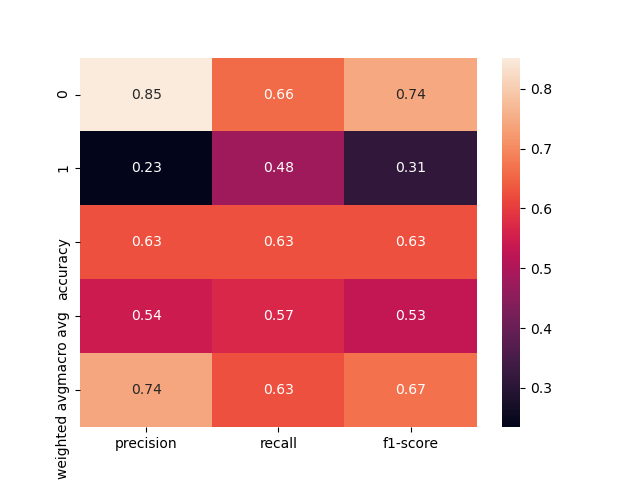 0 0.85 0.66 0.74
1 0.23 0.48 0.31
accuracy 0.63 0.63 0.63
macro avg 0.54 0.57 0.53
weighted avg 0.74 0.63 0.67
precision recall f1-score
0.8
0.7
0.6
0.5
0.4
0.3